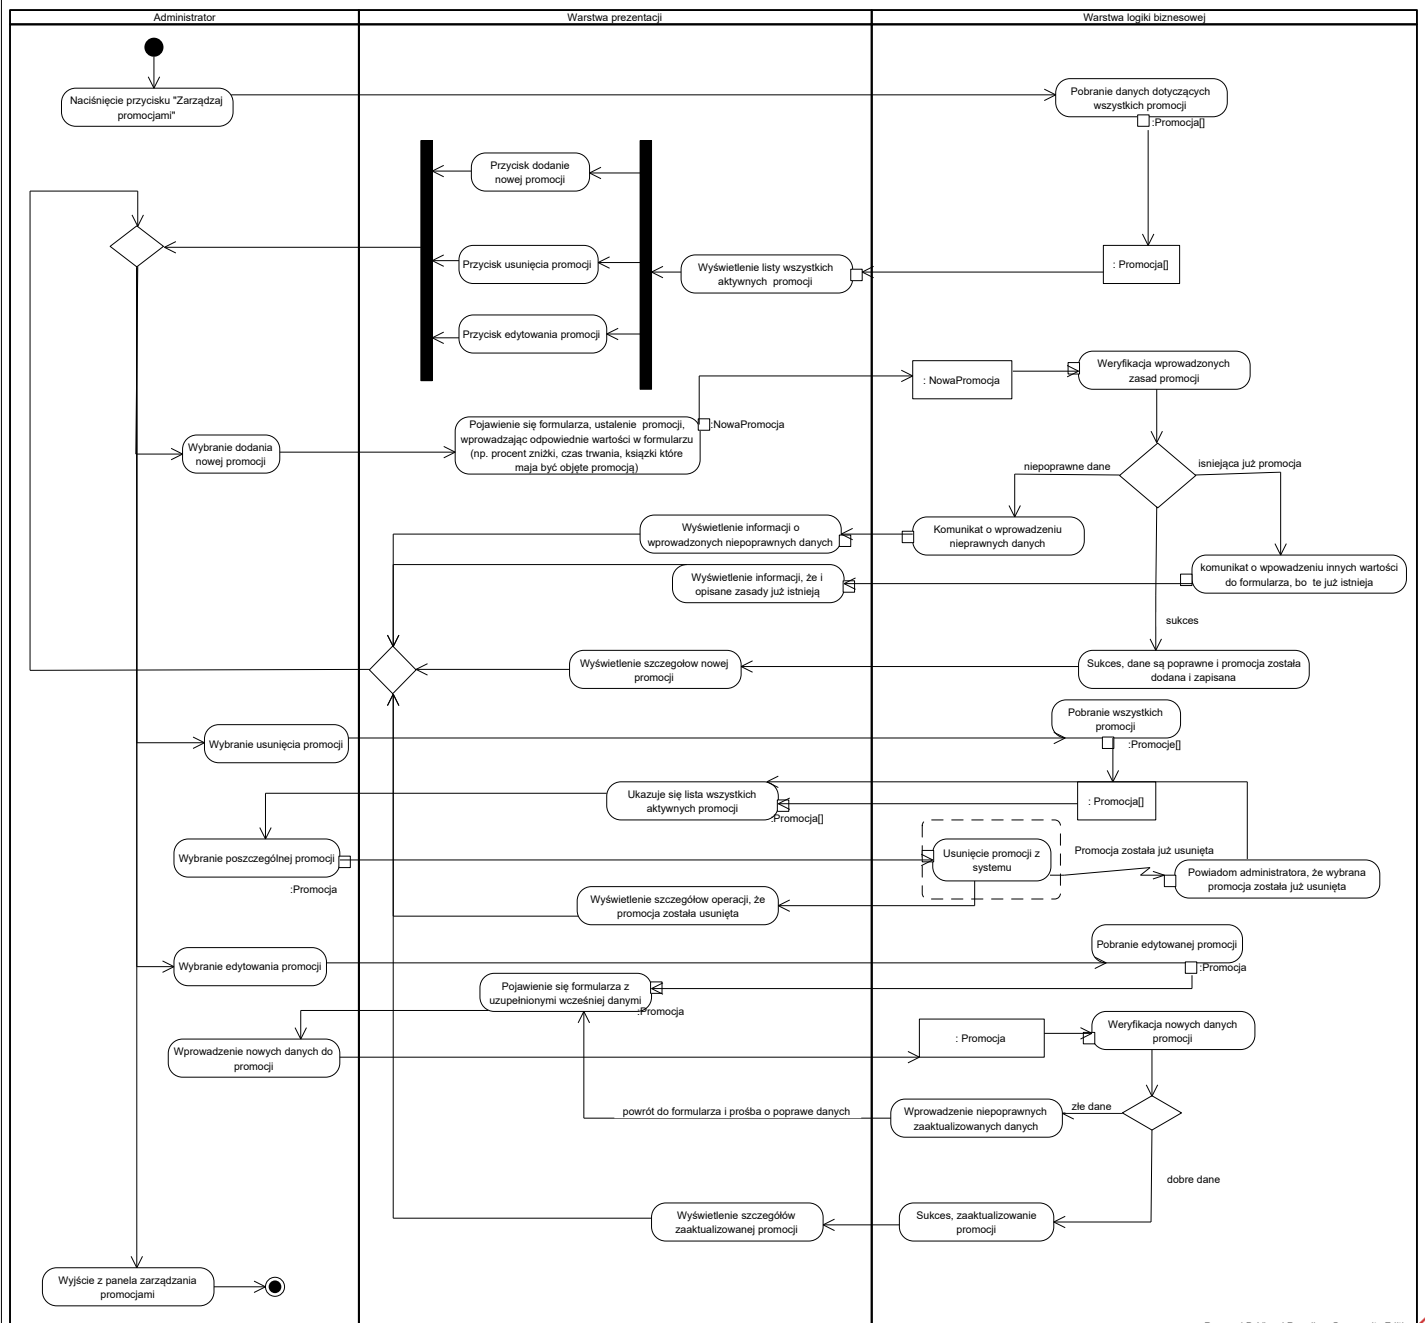 Administrator
Warstwa prezentacji
Warstwa logiki biznesowej
Naciśnięcie przycisku "Zarządzaj
promocjami"
Pobranie danych dotyczących
wszystkich promocji
:Promocja[]
Przycisk dodanie
nowej promocji
Przycisk usunięcia promocji
Przycisk edytowania promocji
Wyświetlenie listy wszystkich
aktywnych promocji
: Promocja[]
Weryfikacja wprowadzonych
zasad promocji
: NowaPromocja
Wybranie dodania
nowej promocji
Pojawienie się formularza, ustalenie promocji,
wprowadzając odpowiednie wartości w formularzu
(np. procent zniżki, czas trwania, ksiązki które
maja być objęte promocją)
:NowaPromocja
niepoprawne dane
isniejąca już promocja
Wyświetlenie informacji o
wprowadzonych niepoprawnych danych
Komunikat o wprowadzeniu
nieprawnych danych
Wyświetlenie informacji, że i
opisane zasady już istnieją
komunikat o wpowadzeniu innych wartości
do formularza, bo te już istnieja
sukces
Wyświetlenie szczegołow nowej
promocji
Sukces, dane są poprawne i promocja została
dodana i zapisana
Wybranie usunięcia promocji
Pobranie wszystkich
promocji
:Promocje[]
Ukazuje się lista wszystkich
aktywnych promocji
:Promocja[]
: Promocja[]
Wybranie poszczególnej promocji
:Promocja
Usunięcie promocji z
systemu
Promocja została już usunięta
Powiadom administratora, że wybrana
promocja została już usunięta
Wyświetlenie szczegółow operacji, że
promocja została usunięta
Wybranie edytowania promocji
Pobranie edytowanej promocji
:Promocja
Pojawienie się formularza z
uzupełnionymi wcześniej danymi
:Promocja
Wprowadzenie nowych danych do
promocji
: Promocja
Weryfikacja nowych danych
promocji
powrót do formularza i prośba o poprawe danych
Wprowadzenie niepoprawnych
zaaktualizowanych danych
złe dane
dobre dane
Wyświetlenie szczegółów
zaaktualizowanej promocji
Sukces, zaaktualizowanie
promocji
Wyjście z panela zarządzania
promocjami